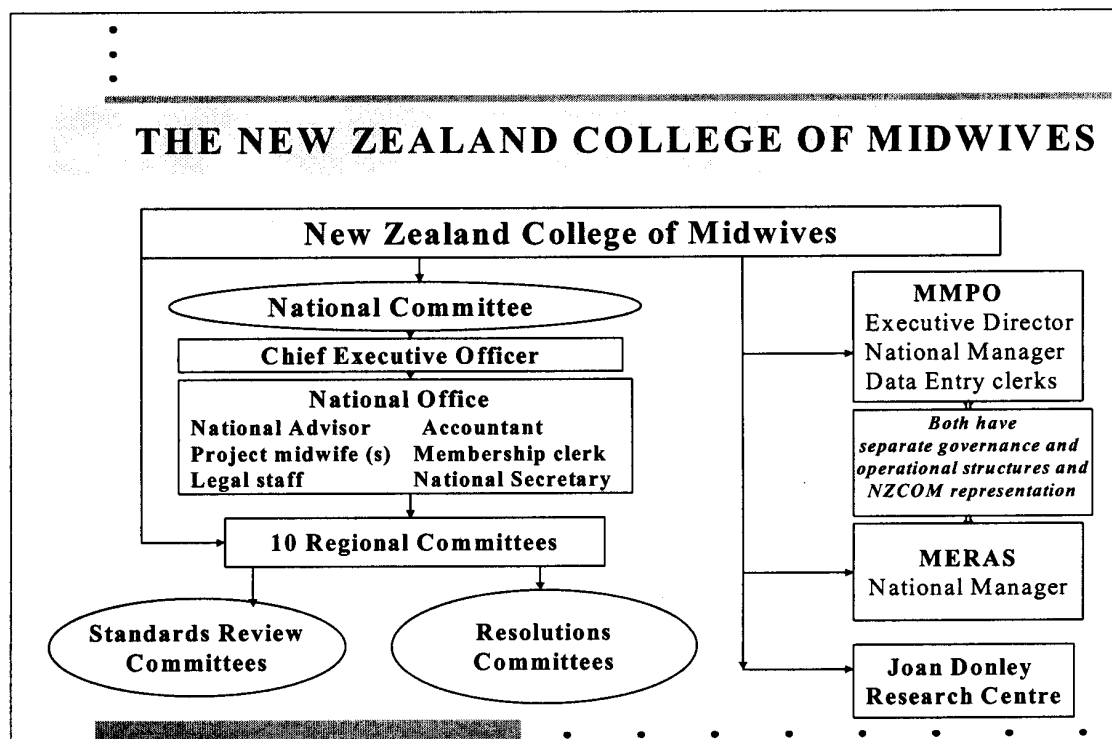 THE NEW ZEALAND COLLEGE OF MIDWIVES
New Zealand College of Midwives
National Committee
Chief Executive Officer
National Office
National Advisor Accountant
Project midwife (s) Membership clerk
Legal staff National Secretary
10 Regional Committees
Standards Review
Committees
Resolutions
Committees
MMPO
Executive Director
National Manager
Data Entry clerks
Both have
separate governance and
operational structures and
NZCOM representation
MERAS
National Manager
Joan Donley
Research Centre